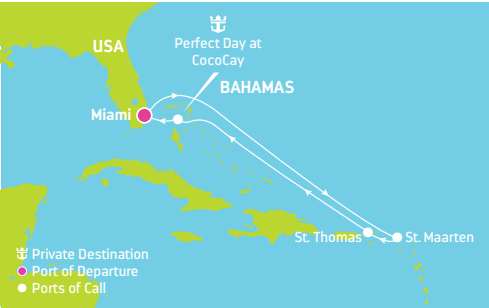 USA
Perfect Day at
CocoCay
BAHAMAS
Miami
St. Thomas
St. Maarten
Private Destination
Port of Departure
Ports of Call